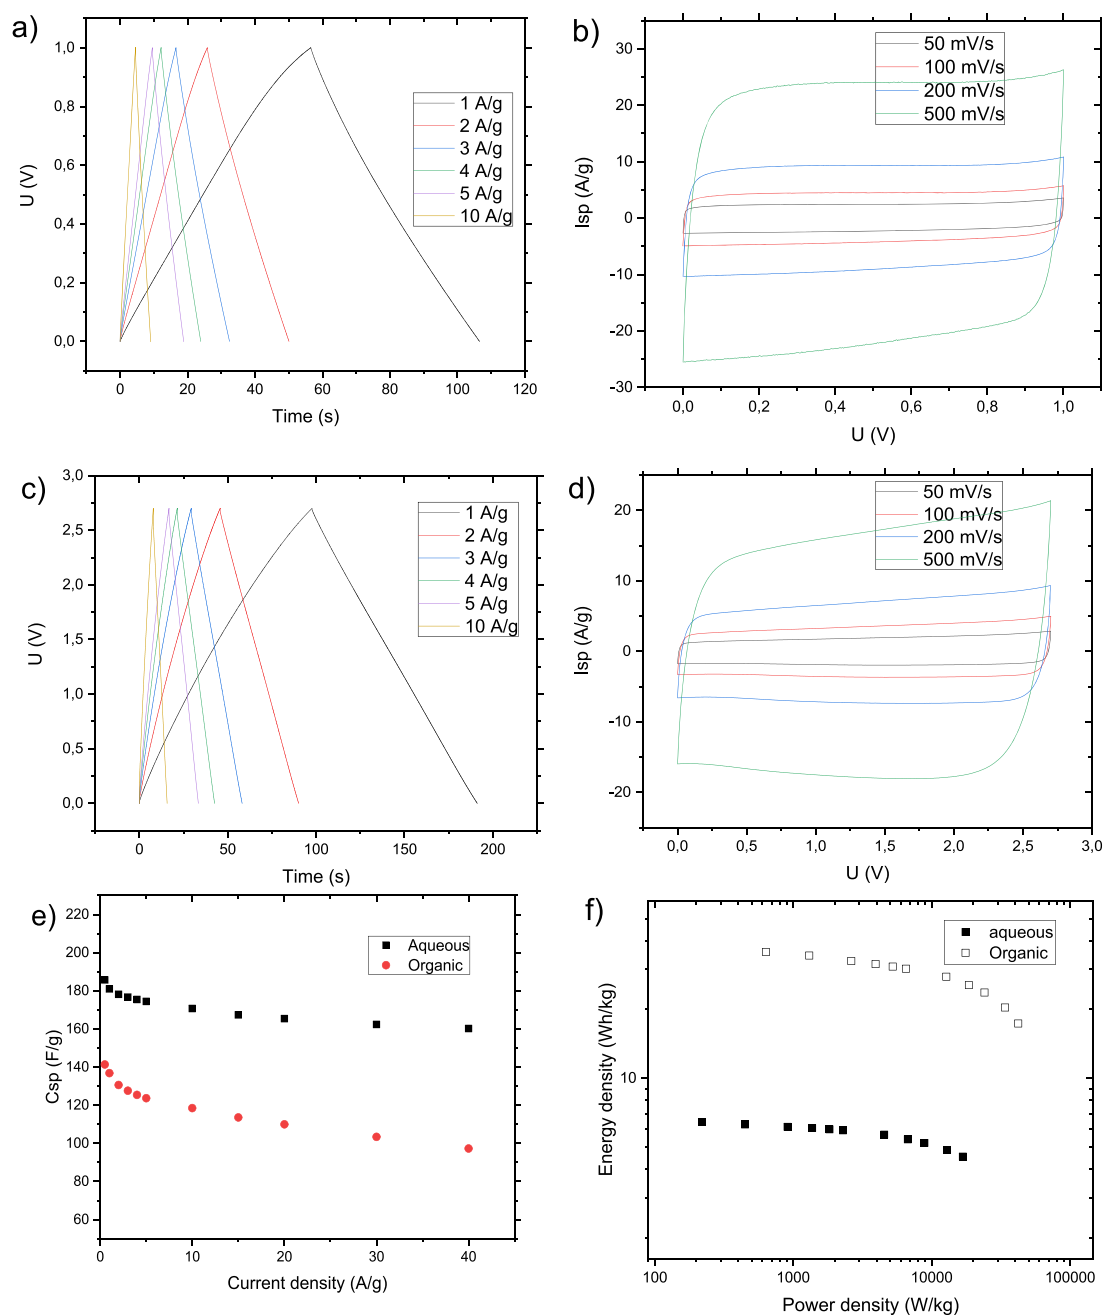 a)
1,0
0,8
0,6
0,4
0,2
0,0
U (V)
0
20
40
60
80
100
120
Time (s)
1 A/g
2 A/g
3 A/g
4 A/g
5 A/g
10 A/g
b)
30
20
10
0
-10
-20
-30
Isp (A/g)
0,0
0,2
0,4
0,6
0,8
1,0
U (V)
50 mV/s
100 mV/s
200 mV/s
500 mV/s
c)
3,0
2,5
2,0
1,5
1,0
0,5
0,0
U (V)
0
50
100
150
200
Time (s)
1 A/g
2 A/g
3 A/g
4 A/g
5 A/g
10 A/g
d)
20
10
0
-10
-20
Isp (A/g)
0,0
0,5
1,0
1,5
2,0
2,5
3,0
U (V)
50 mV/s
100 mV/s
200 mV/s
500 mV/s
e)
220
200
180
160
140
120
100
80
60
Csp (F/g)
0
10
20
30
40
Current density (A/g)
Aqueous
Organic
f)
10
Energy density (Wh/kg)
100
1000
10000
100000
Power density (W/kg)
aqueous
Organic